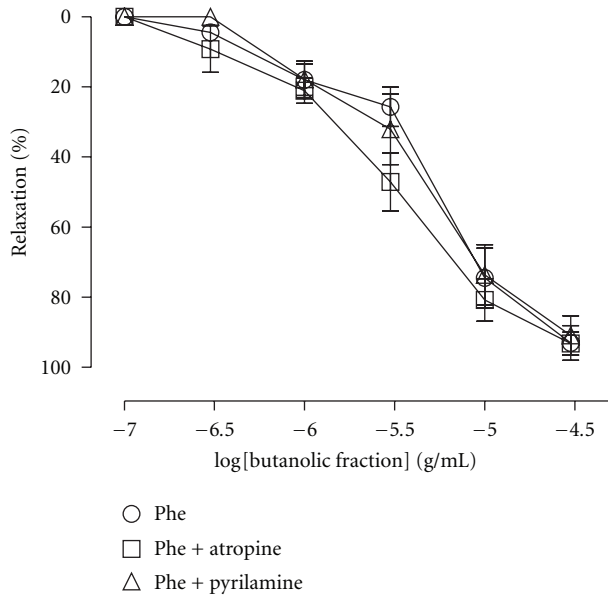 0
20
40
60
80
100
Relaxation (%)
−7
−6.5
−6
−5.5
−5
−4.5
log[butanolic fraction] (g/mL)
Phe
Phe + atropine
Phe + pyrilamine